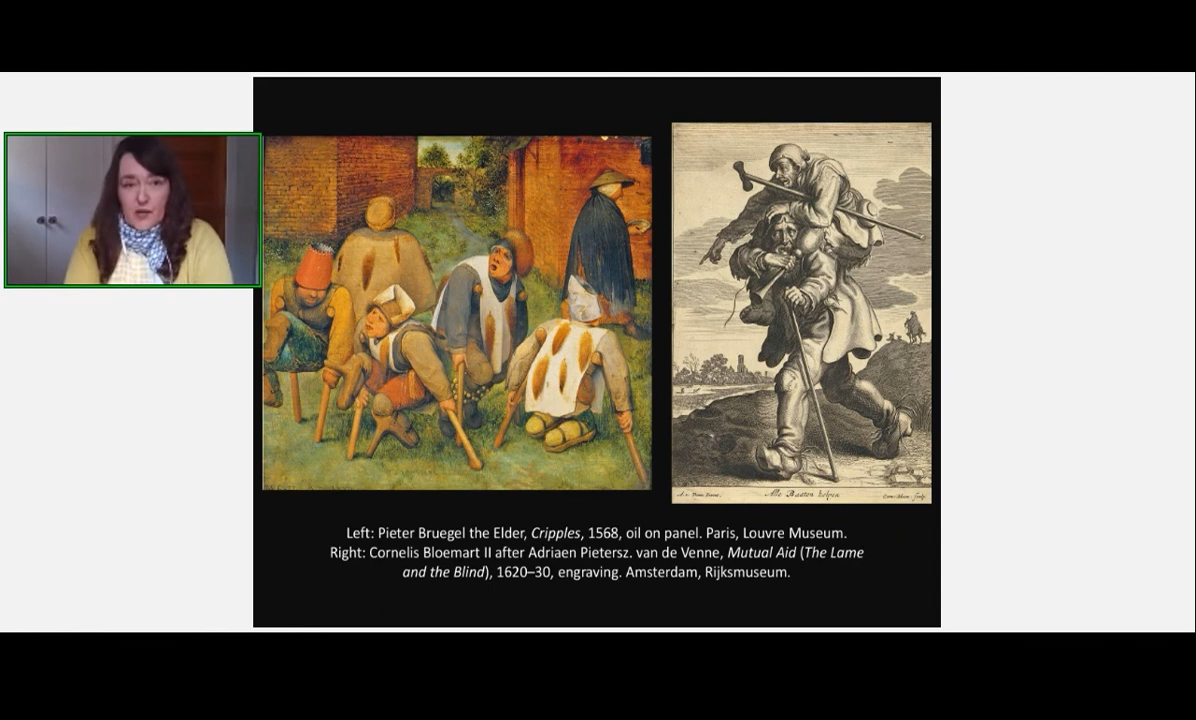 Alle Baaten helpen
Left: Pieter Bruegel the Elder, Cripples, 1568, oil on panel. Paris, Louvre Museum.
Right: Cornelis Bloemart II after Adriaen Pietersz. van de Venne, Mutual Aid (The Lame
and the Blind), 1620–30, engraving. Amsterdam, Rijksmuseum.